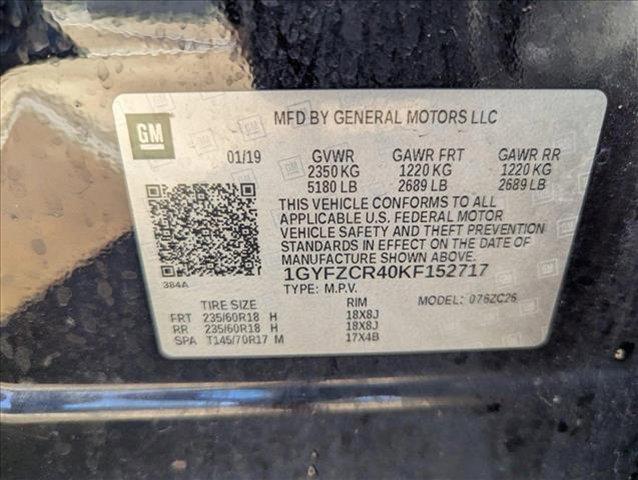 GM
MFD BY GENERAL MOTORS LLC
01/19 GVWR GAWR FRT GAWR RR
2350 KG 1220 KG 1220 KG
5180 LB 2689 LB 2689 LB
THIS VEHICLE CONFORMS TO ALL
APPLICABLE U.S. FEDERAL MOTOR
VEHICLE SAFETY AND THEFT PREVENTION
STANDARDS IN EFFECT ON THE DATE OF
MANUFACTURE SHOWN ABOVE.
384A
1GYFZCR40KF152717
TYPE: M.P.V. MODEL: 076ZC26
TIRE SIZE RIM
FRT 235/60R18 H 18X8J
RR 235/60R18 H 18X8J
SPA T145/70R17 M 17X4B